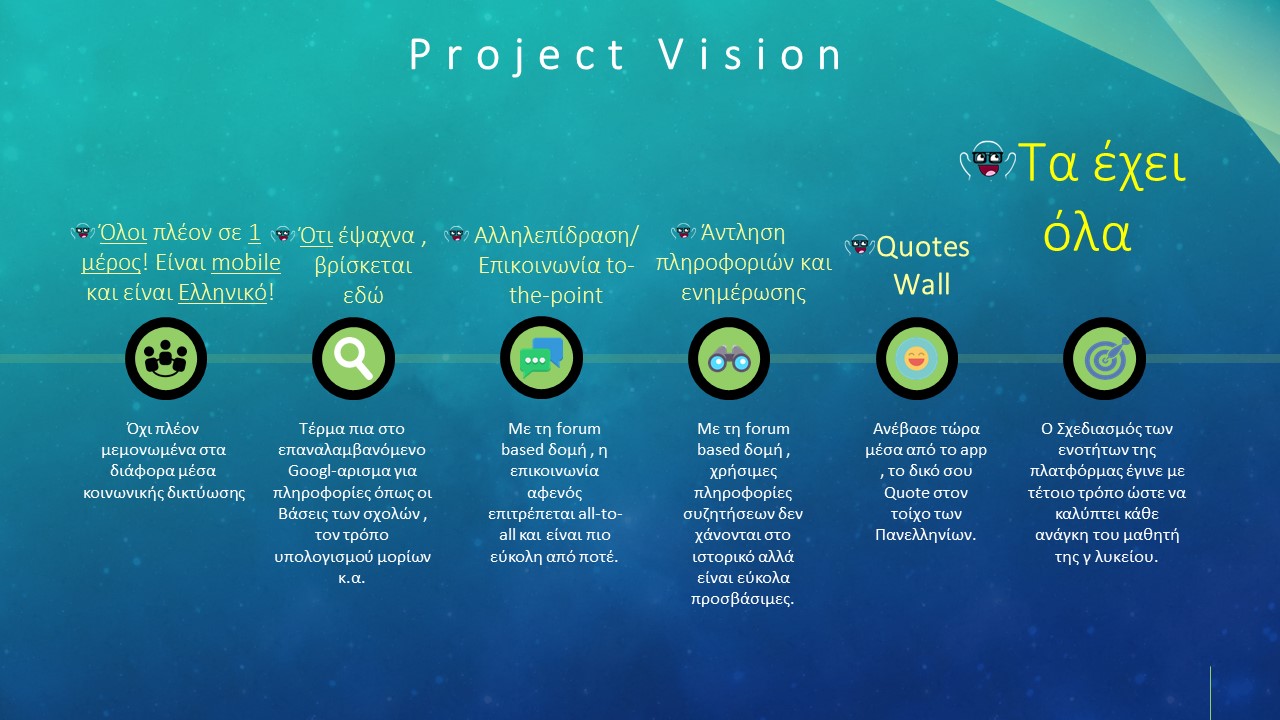 Project Vision
Όλοι πλέον σε 1
μέρος! Είναι mobile
και είναι Ελληνικό!
Ότι έψαχνα ,
βρίσκεται
εδώ
Αλληλεπίδραση/
Επικοινωνία to-
the-point
Άντληση
πληροφοριών και
ενημέρωσης
Quotes
Wall
Τα έχει
όλα
Όχι πλέον
μεμονωμένα στα
διάφορα μέσα
κοινωνικής δικτύωσης
Τέρμα πια στο
επαναλαμβανόμενο
Googl-αρισμα για
πληροφορίες όπως οι
Βάσεις των σχολών ,
τον τρόπο
υπολογισμού μορίων
κ.α.
Με τη forum
based δομή , η
επικοινωνία
αφενός
επιτρέπεται all-to-
all και είναι πιο
εύκολη από ποτέ.
Με τη forum
based δομή ,
χρήσιμες
πληροφορίες
συζητήσεων δεν
χάνονται στο
ιστορικό αλλά
είναι εύκολα
προσβάσιμες.
Ανέβασε τώρα
μέσα από το app
, το δικό σου
Quote στον
τοίχο των
Πανελληνίων.
Ο Σχεδιασμός των
ενοτήτων της
πλατφόρμας έγινε με
τέτοιο τρόπο ώστε να
καλύπτει κάθε
ανάγκη του μαθητή
της γ λυκείου.